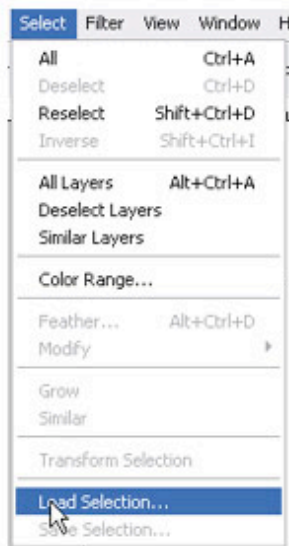 Select Filter View Window H
All Ctrl+A
Deselect Ctrl+D
Reselect Shift+Ctrl+D
Inverse Shift+Ctrl+I
All Layers Alt+Ctrl+A
Deselect Layers
Similar Layers
Color Range...
Feather... Alt+Ctrl+D
Modify
Grow
Similar
Transform Selection
Load Selection...
Save Selection...